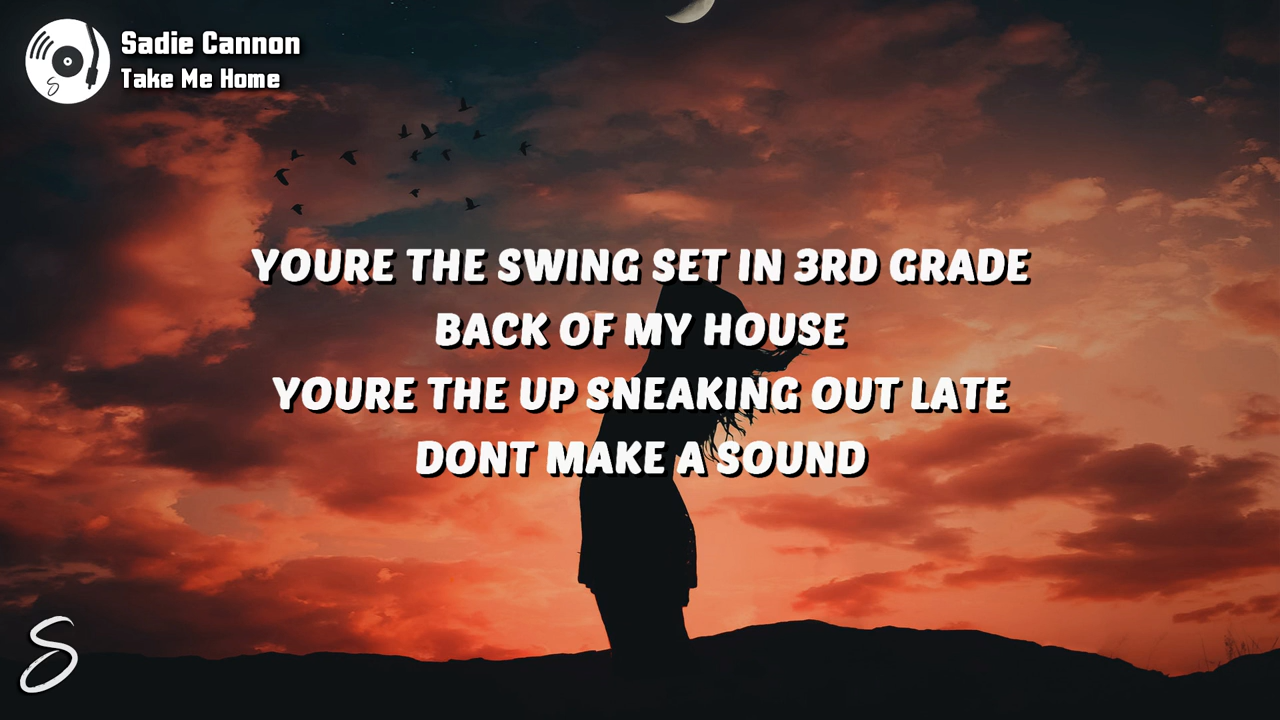 Sadie Cannon
Take Me Home
YOURE THE SWING SET IN 3RD GRADE
BACK OF MY HOUSE
YOURE THE UP SNEAKING OUT LATE
DONT MAKE A SOUND
S